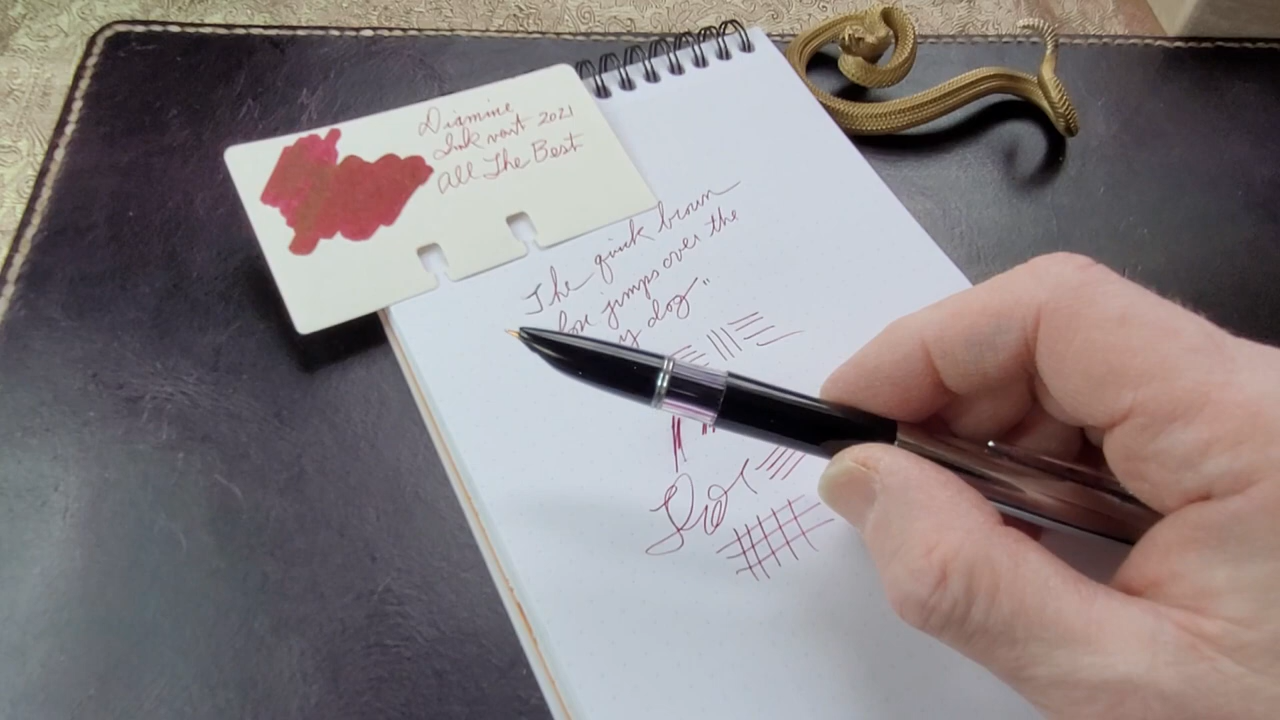 Diamine
Ink vent 2021
All The Best
The quick brown
fox jumps over the
dog"